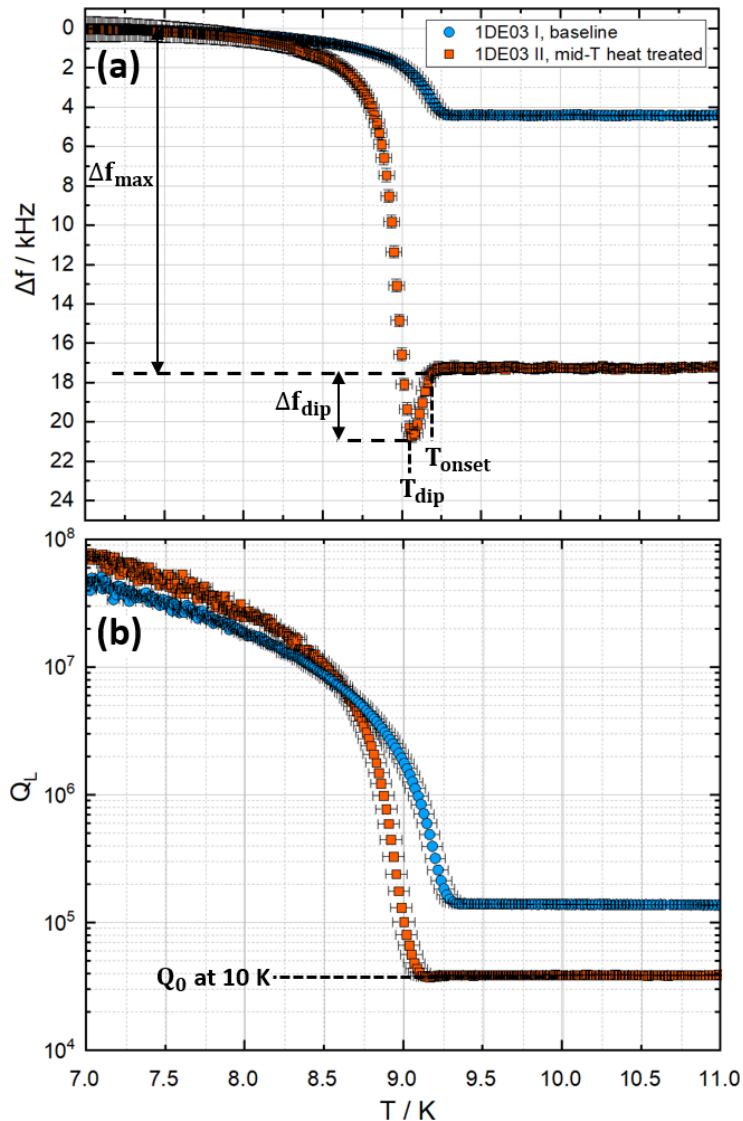 0
2
4
6
8
10
12
14
16
18
20
22
24
Δf / kHz
(a)
1DE03 I, baseline
1DE03 II, mid-T heat treated
Δf_max
Δf_dip
T_onset
T_dip
10^8
10^7
10^6
10^5
10^4
Q_L
(b)
Q_0 at 10 K
7.0 7.5 8.0 8.5 9.0 9.5 10.0 10.5 11.0
T / K